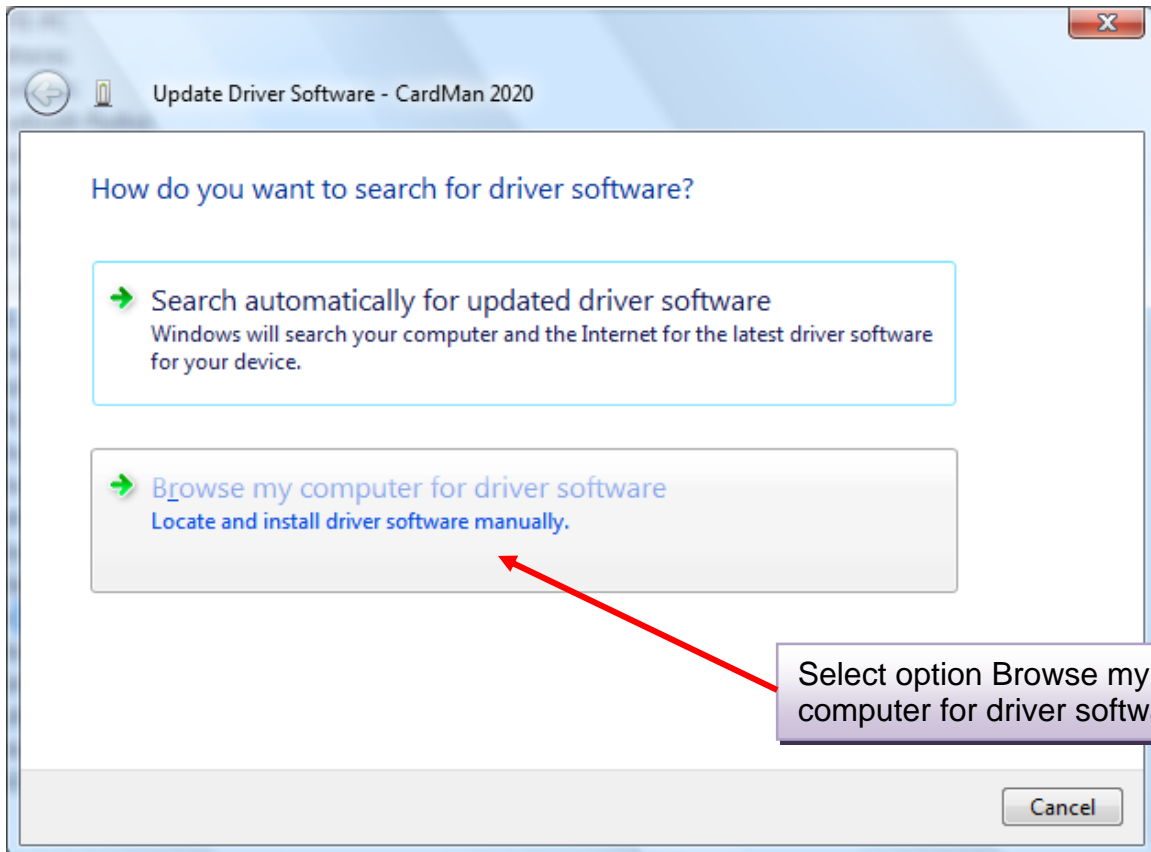 Update Driver Software - CardMan 2020
How do you want to search for driver software?
Search automatically for updated driver software
Windows will search your computer and the Internet for the latest driver software
for your device.
Browse my computer for driver software
Locate and install driver software manually.
Select option Browse my
computer for driver
Cancel